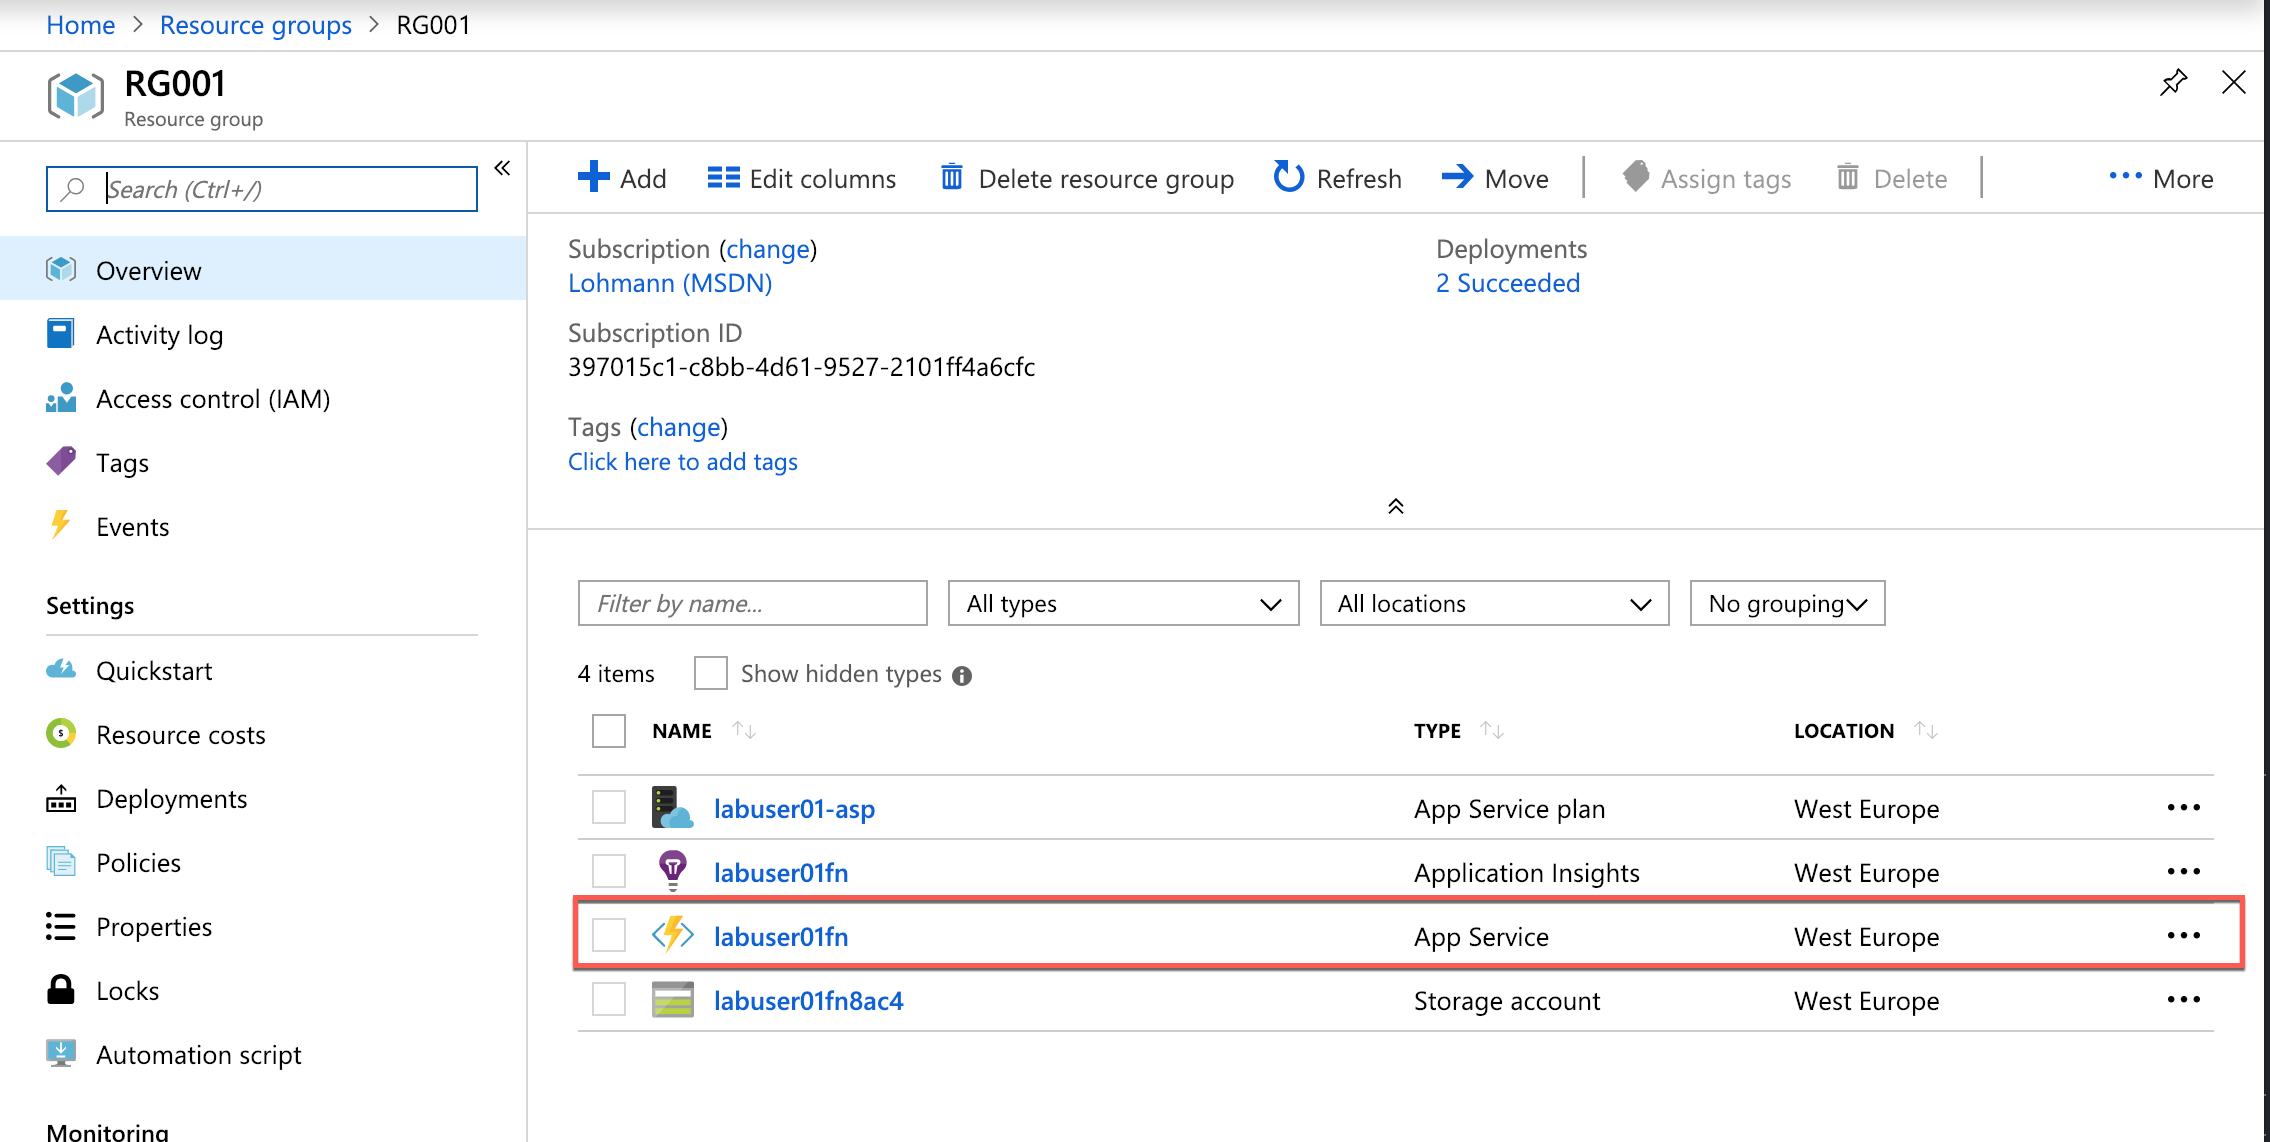 Home > Resource groups > RG001
RG001
Resource group
Search (Ctrl+/)
Overview
Activity log
Access control (IAM)
Tags
Events
Settings
Quickstart
Resource costs
Deployments
Policies
Properties
Locks
Automation script
Monitoring
Add Edit columns Delete resource group Refresh Move Assign tags Delete More
Subscription (change)
Lohmann (MSDN)
Deployments
2 Succeeded
Subscription ID
397015c1-c8bb-4d61-9527-2101ff4a6cfc
Tags (change)
Click here to add tags
Filter by name... All types All locations No grouping
4 items Show hidden types
NAME TYPE LOCATION
labuser01-asp App Service plan West Europe
labuser01fn Application Insights West Europe
labuser01fn App Service West Europe
labuser01fn8ac4 Storage account West Europe